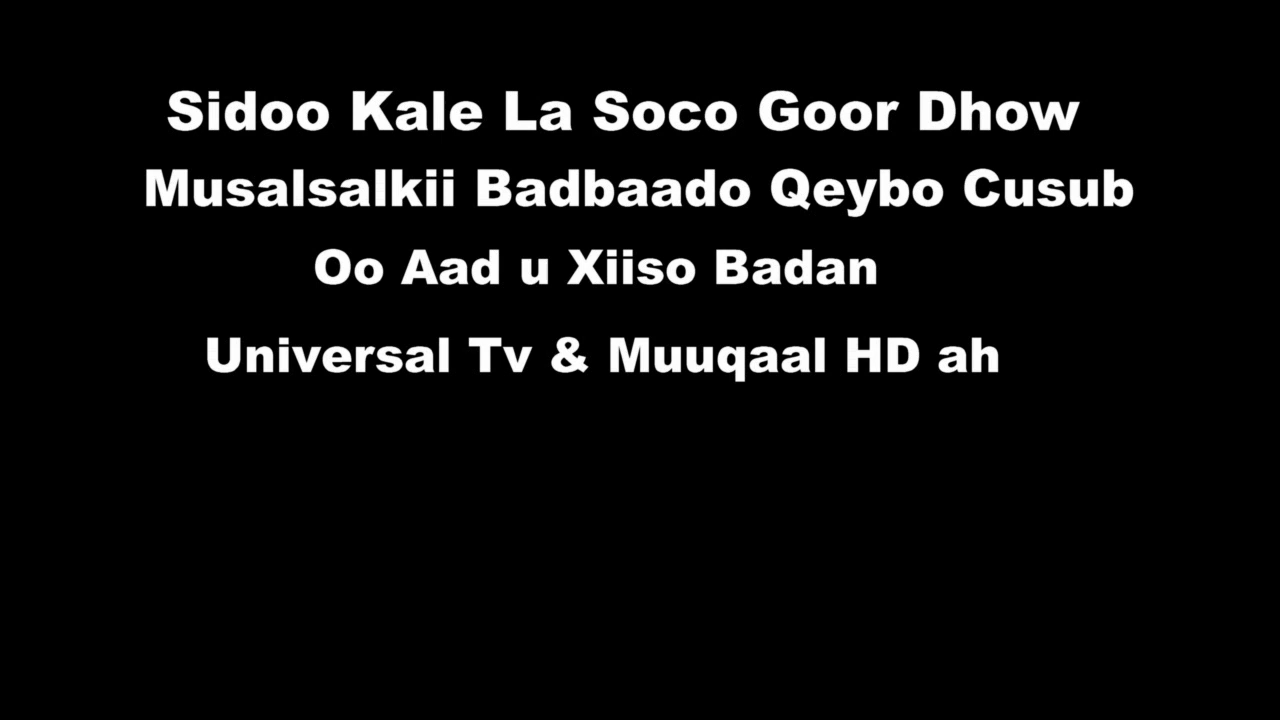 Sidoo Kale La Soco Goor Dhow
Musalsalkii Badbaado Qeybo Cusub
Oo Aad u Xiiso Badan
Universal Tv & Muuqaal HD ah